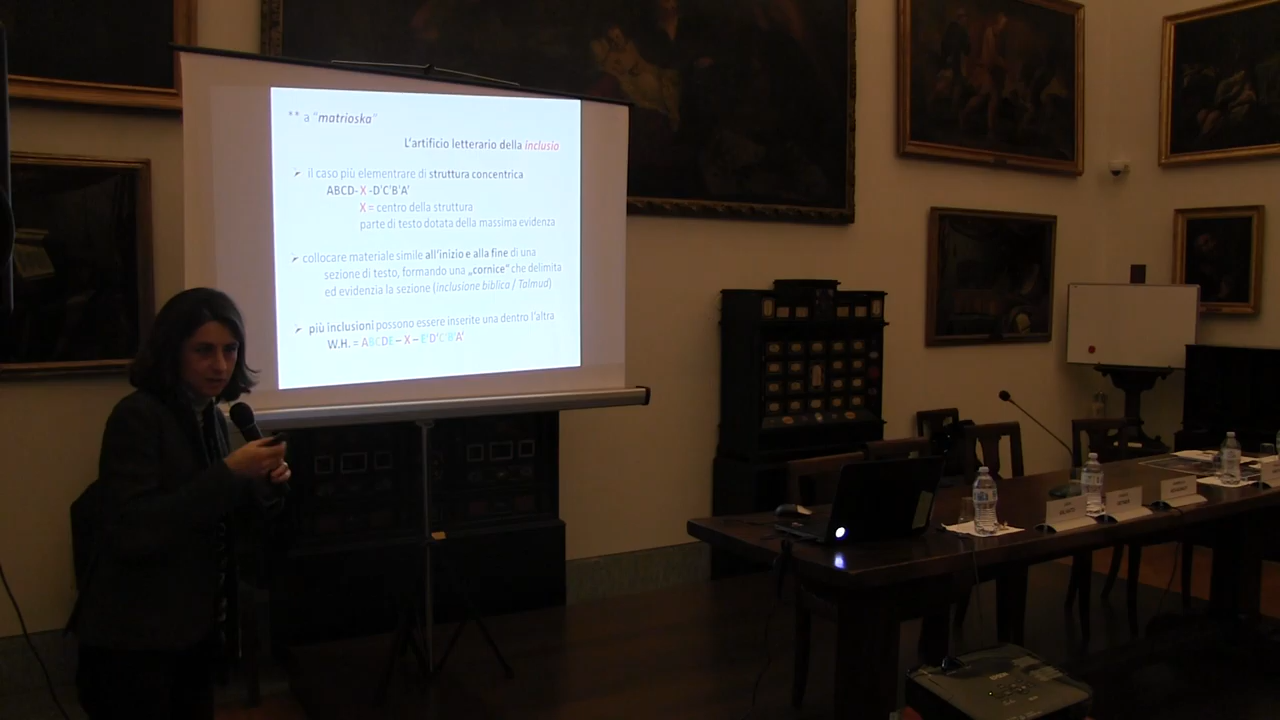 ** a "matrioska"
L'artificio letterario della inclusio
➢ il caso più elementrare di struttura concentrica
ABCD- X -D'C'B'A'
X = centro della struttura
parte di testo dotata della massima evidenza
➢ collocare materiale simile all'inizio e alla fine di una
sezione di testo, formando una „cornice" che delimita
ed evidenzia la sezione (inclusione biblica / Talmud)
➢ più inclusioni possono essere inserite una dentro l'altra
W.H. = ABCDE – X – E'D'C'B'A'